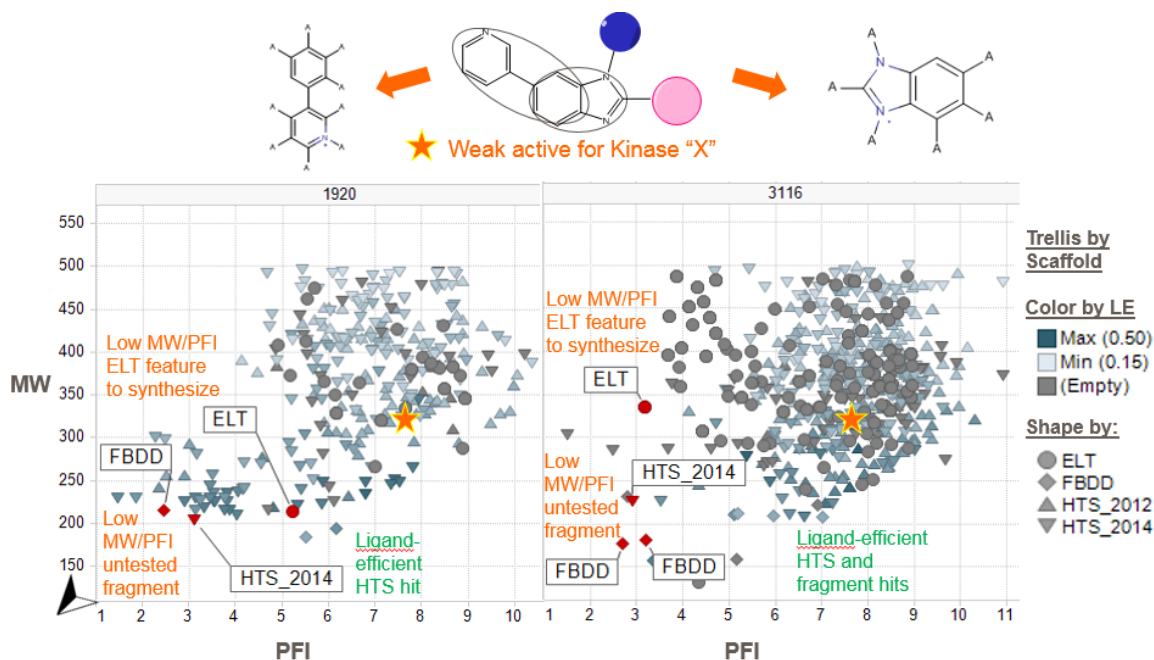 A
A
A
A
A
A
A
N
A
A
N
N
N
A
N
A
A
N
A
A
A
Weak active for Kinase "X"
1920
3116
MW
550
500
450
400
350
300
250
200
150
Low MW/PFI
ELT feature
to synthesize
ELT
FBDD
Low
MW/PFI
untested
fragment
HTS_2014
Ligand-
efficient
HTS hit
1 2 3 4 5 6 7 8 9 10
PFI
Low MW/PFI
ELT feature
to synthesize
ELT
HTS_2014
Low
MW/PFI
untested
fragment
FBDD
FBDD
Ligand-efficient
HTS and
fragment hits
1 2 3 4 5 6 7 8 9 10 11
PFI
Trellis by
Scaffold
Color by LE
Max (0.50)
Min (0.15)
(Empty)
Shape by:
ELT
FBDD
HTS_2012
HTS_2014